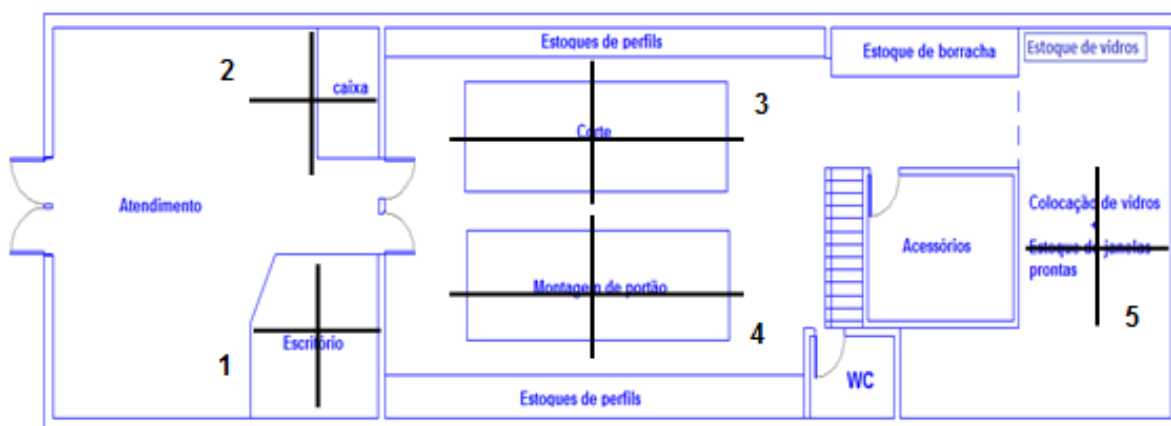 Estoques de perfils
Estoque de borracha
Estoque de vidros
2
caixa
3
Corte
Atendimento
Colocação de vidros
Acessórios
Estoque de janelas
prontas
Montagem de portão
1
Escritório
4
5
WC
Estoques de perfils